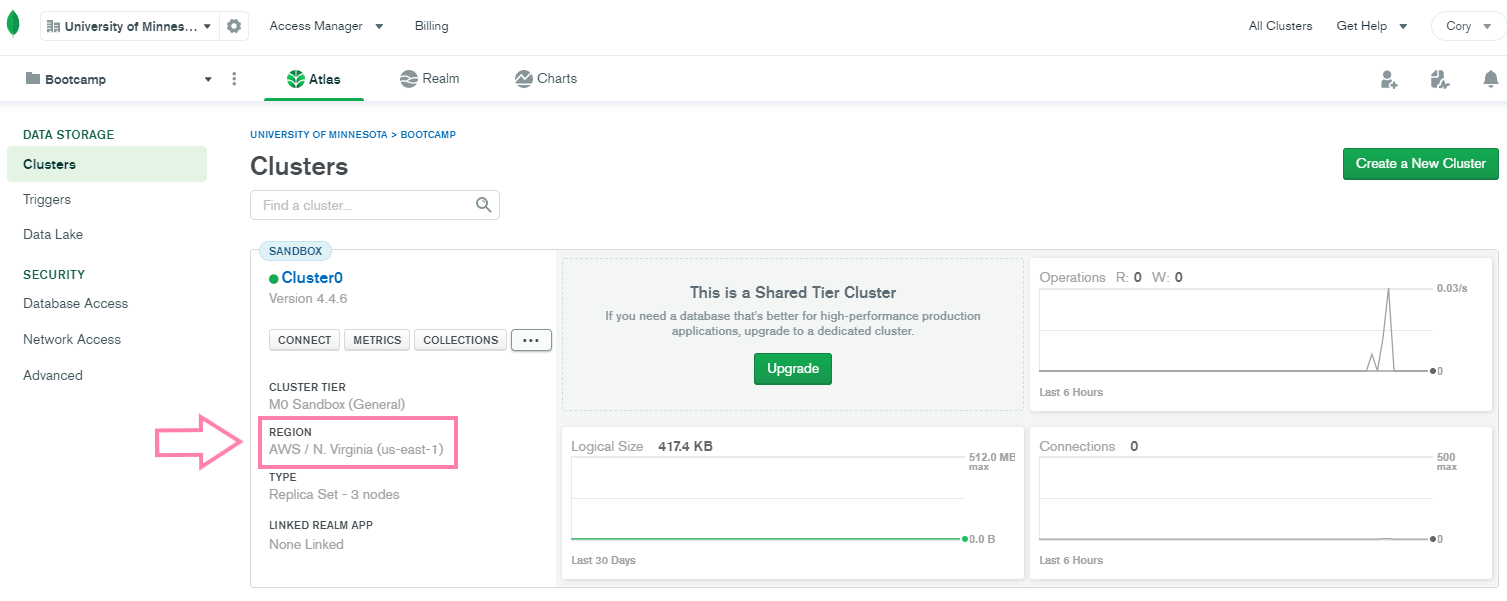 University of Minnes...
Access Manager
Billing
All Clusters
Get Help
Cory
Bootcamp
Atlas
Realm
Charts
DATA STORAGE
Clusters
Triggers
Data Lake
SECURITY
Database Access
Network Access
Advanced
UNIVERSITY OF MINNESOTA > BOOTCAMP
Clusters
Create a New Cluster
Find a cluster...
SANDBOX
Cluster0
Version 4.4.6
CONNECT
METRICS
COLLECTIONS
...
CLUSTER TIER
M0 Sandbox (General)
REGION
AWS / N. Virginia (us-east-1)
TYPE
Replica Set - 3 nodes
LINKED REALM APP
None Linked
This is a Shared Tier Cluster
If you need a database that's better for high-performance production
applications, upgrade to a dedicated cluster.
Upgrade
Operations R: 0 W: 0
0.03/s
0
Last 6 Hours
Logical Size 417.4 KB
512.0 MB
max
0.0 B
Last 30 Days
Connections 0
500
max
0
Last 6 Hours